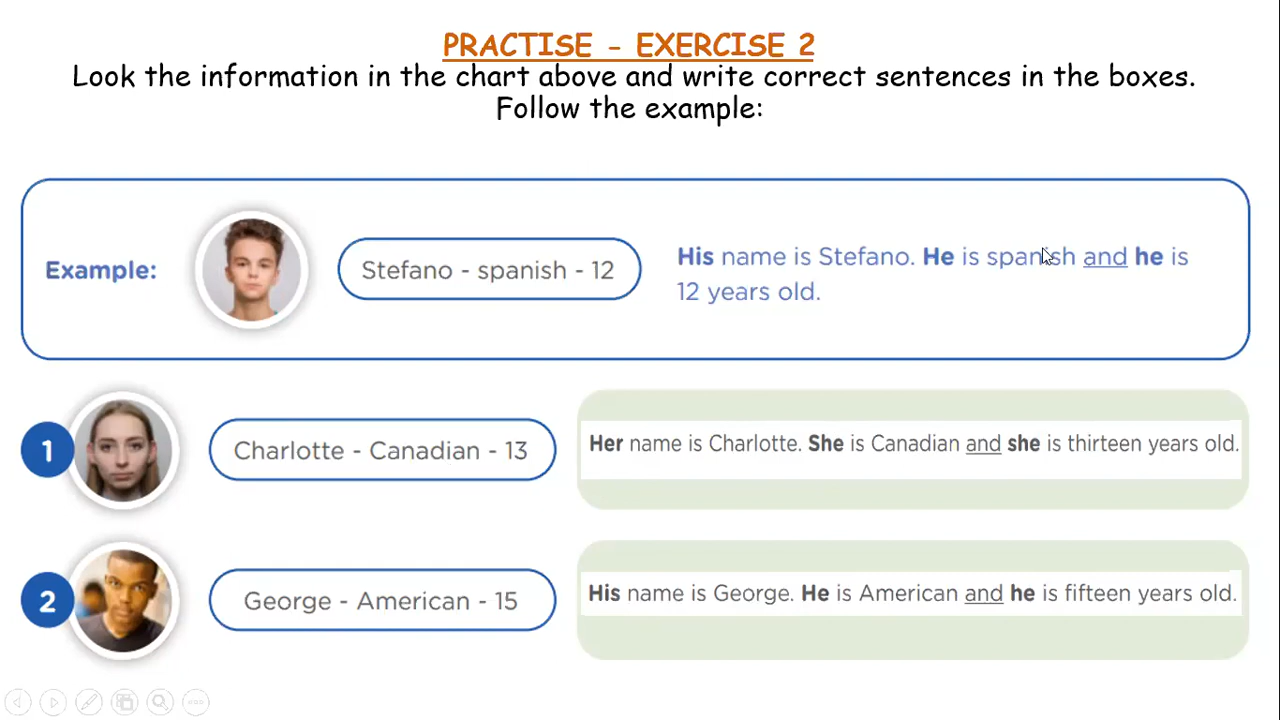 PRACTISE - EXERCISE 2
Look the information in the chart above and write correct sentences in the boxes.
Follow the example:
Example:
Stefano - spanish - 12
His name is Stefano. He is spanish and he is
12 years old.
1
Charlotte - Canadian - 13
Her name is Charlotte. She is Canadian and she is thirteen years old.
2
George - American - 15
His name is George. He is American and he is fifteen years old.